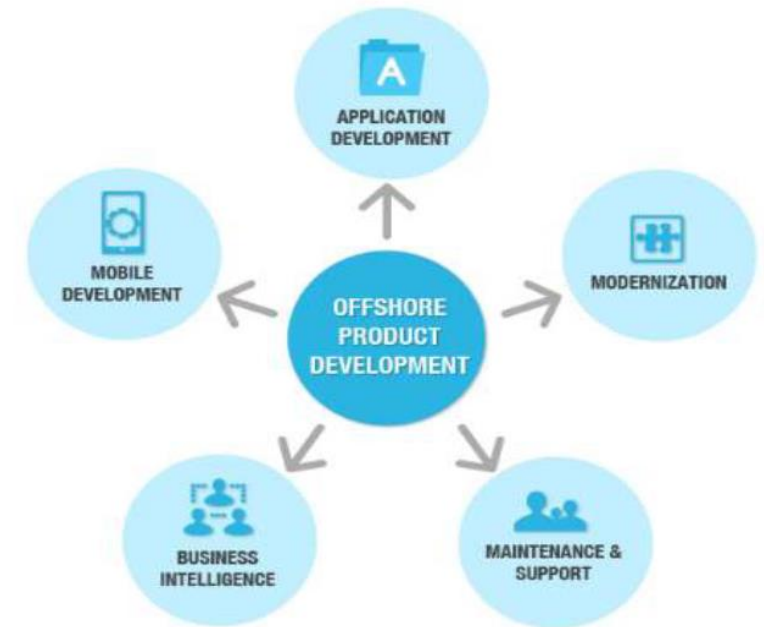 A
APPLICATION
DEVELOPMENT
MOBILE
DEVELOPMENT
MODERNIZATION
OFFSHORE
PRODUCT
DEVELOPMENT
BUSINESS
INTELLIGENCE
MAINTENANCE &
SUPPORT